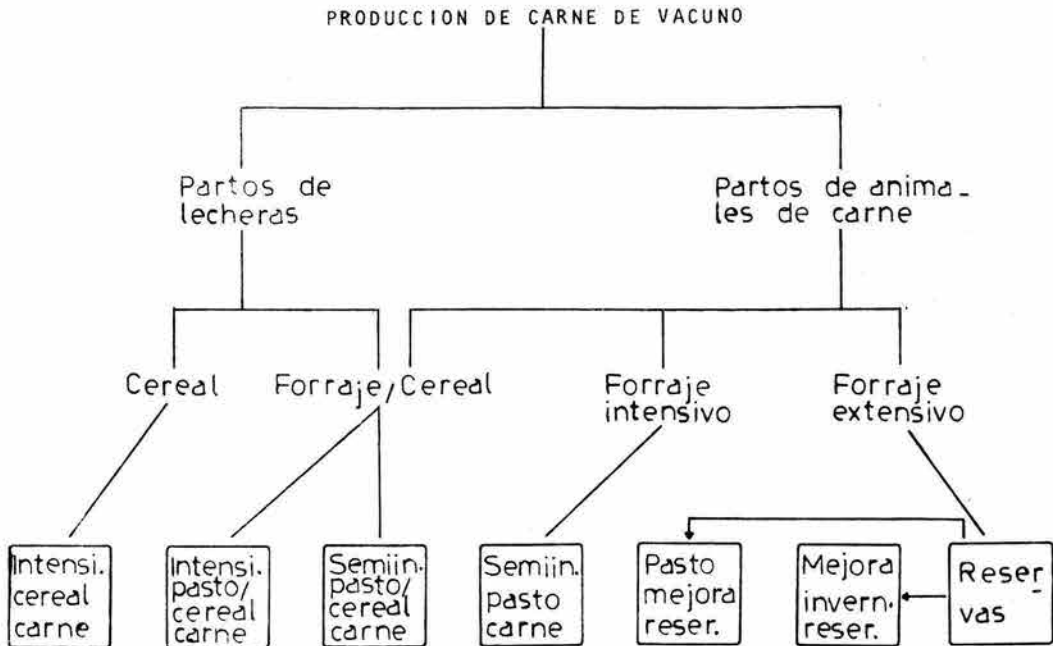 PRODUCCION DE CARNE DE VACUNO
Partos de
lecheras
Partos de anima_
les de carne
Cereal
Forraje/Cereal
Forraje
intensivo
Forraje
extensivo
Intensi.
cereal
carne
Intensi.
pasto/
cereal
carne
Semiin.
pasto/
cereal
carne
Semiin.
pasto
carne
Pasto
mejora
reser.
Mejora
invern.
reser.
Reser-
vas